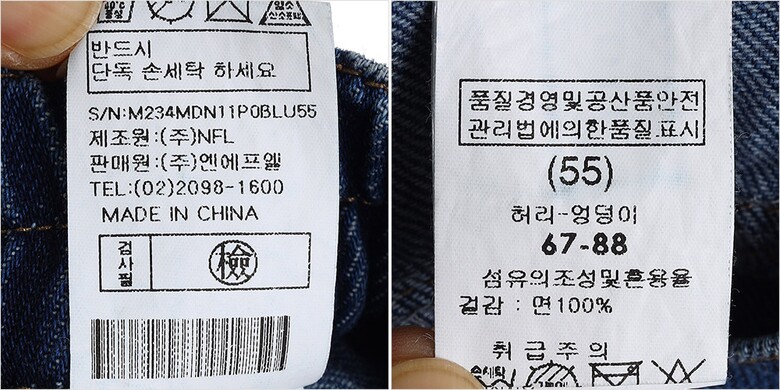 반드시
단독 손세탁 하세요
S/N:M234MDN11P0BLU55
제조원:(주)NFL
판매원:(주)엔에프엘
TEL:(02)2098-1600
MADE IN CHINA
검사필
檢
품질경영및공산품안전
관리법에의한품질표시
(55)
허리-엉덩이
67-88
섬유의조성및혼용율
겉감 : 면100%
취급주의